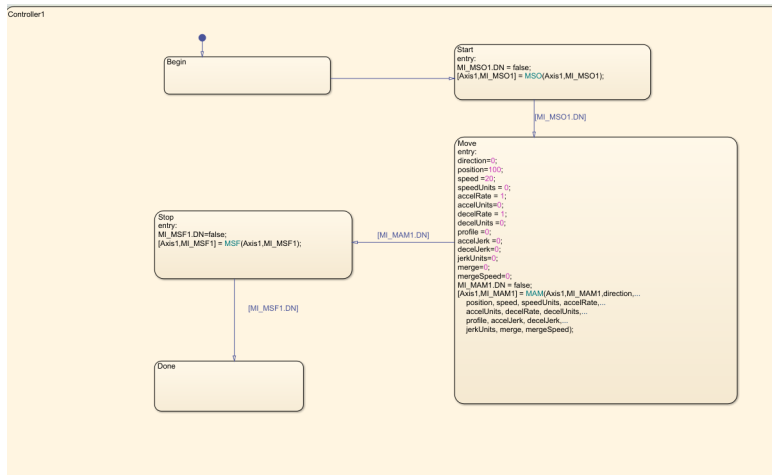 Controller1
Begin
Start
entry:
MI_MSO1.DN = false;
[Axis1,MI_MSO1] = MSO(Axis1,MI_MSO1);
[MI_MSO1.DN]
Move
entry:
direction=0;
position=100;
speed =20;
speedUnits = 0;
accelRate = 1;
accelUnits=0;
decelRate = 1;
decelUnits =0;
profile =0;
accelJerk =0;
decelJerk=0;
jerkUnits=0;
merge=0;
mergeSpeed=0;
MI_MAM1.DN = false;
[Axis1,MI_MAM1] = MAM(Axis1,MI_MAM1,direction,...
position, speed, speedUnits, accelRate,...
accelUnits, decelRate, decelUnits,...
profile, accelJerk, decelJerk,...
jerkUnits, merge, mergeSpeed);
[MI_MAM1.DN]
Stop
entry:
MI_MSF1.DN=false;
[Axis1,MI_MSF1] = MSF(Axis1,MI_MSF1);
[MI_MSF1.DN]
Done